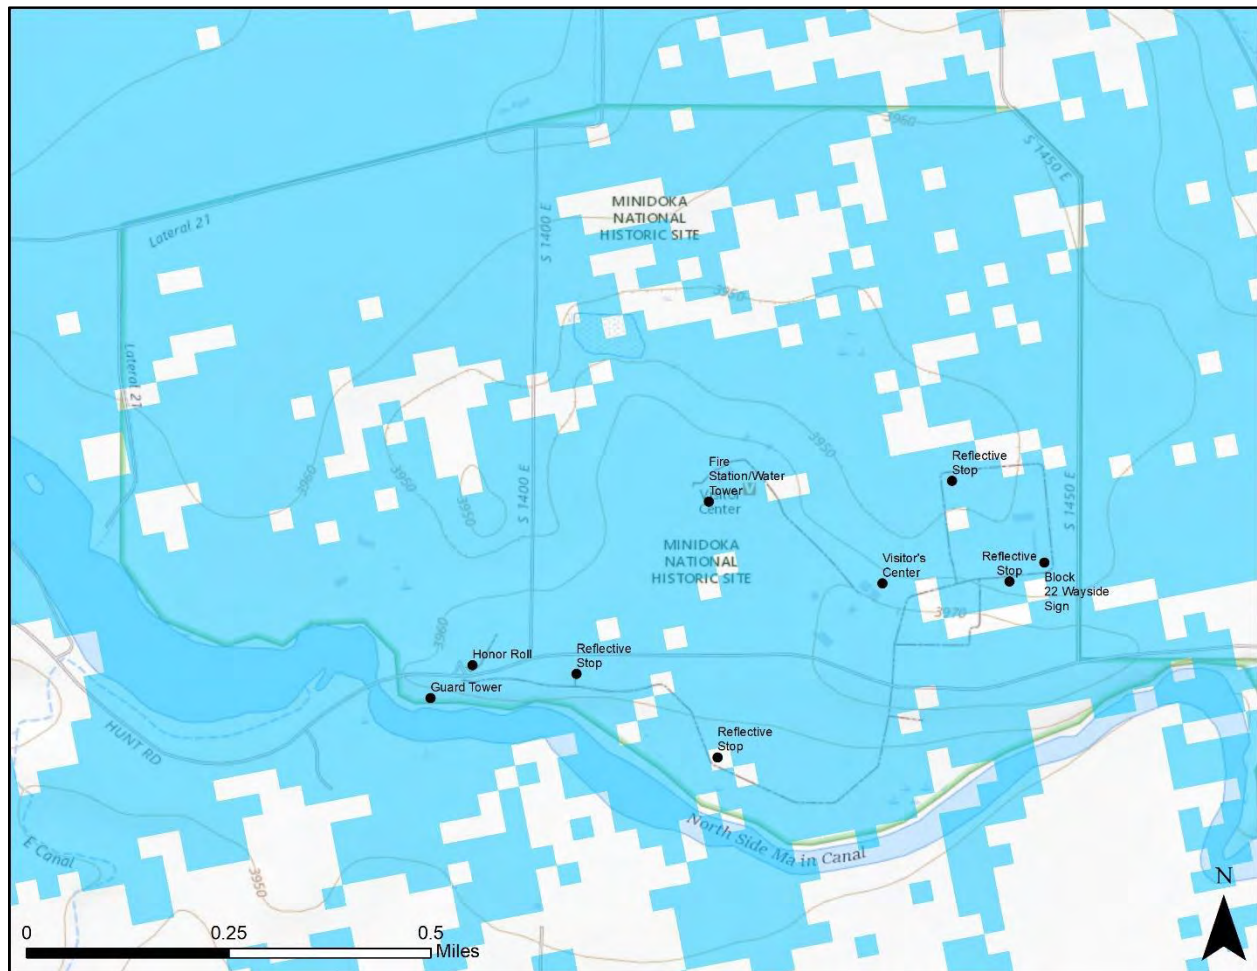 3960
S 1450 E
MINIDOKA
NATIONAL
HISTORIC SITE
Lateral 21
S 1400 E
3950
Lateral 21
3950
Reflective
Stop
Fire
Station/Water
Tower
Visitor
Center
V
3960
3950
3950
S 1400 E
S 1450 E
MINIDOKA
NATIONAL
HISTORIC SITE
Visitor's
Center
Reflective
Stop
Block
22 Wayside
Sign
3970
3960
Honor Roll
Reflective
Stop
Guard Tower
HUNT RD
Reflective
Stop
North Side Main Canal
E Canal
3950
N
0
0.25
0.5
Miles